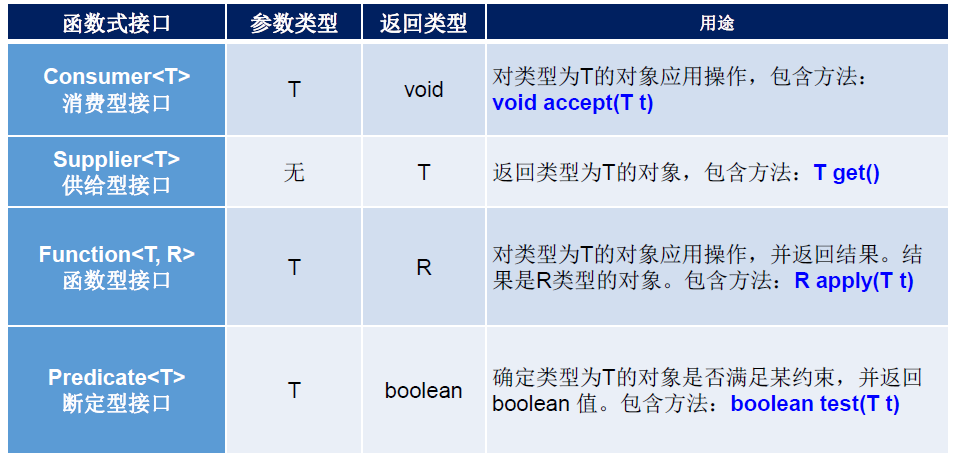 函数式接口 参数类型 返回类型 用途
Consumer<T>
消费型接口
T
void
对类型为T的对象应用操作，包含方法：
void accept(T t)
Supplier<T>
供给型接口
无
T
返回类型为T的对象，包含方法：T get()
Function<T, R>
函数型接口
T
R
对类型为T的对象应用操作，并返回结果。结
果是R类型的对象。包含方法：R apply(T t)
Predicate<T>
断定型接口
T
boolean
确定类型为T的对象是否满足某约束，并返回
boolean 值。包含方法：boolean test(T t)